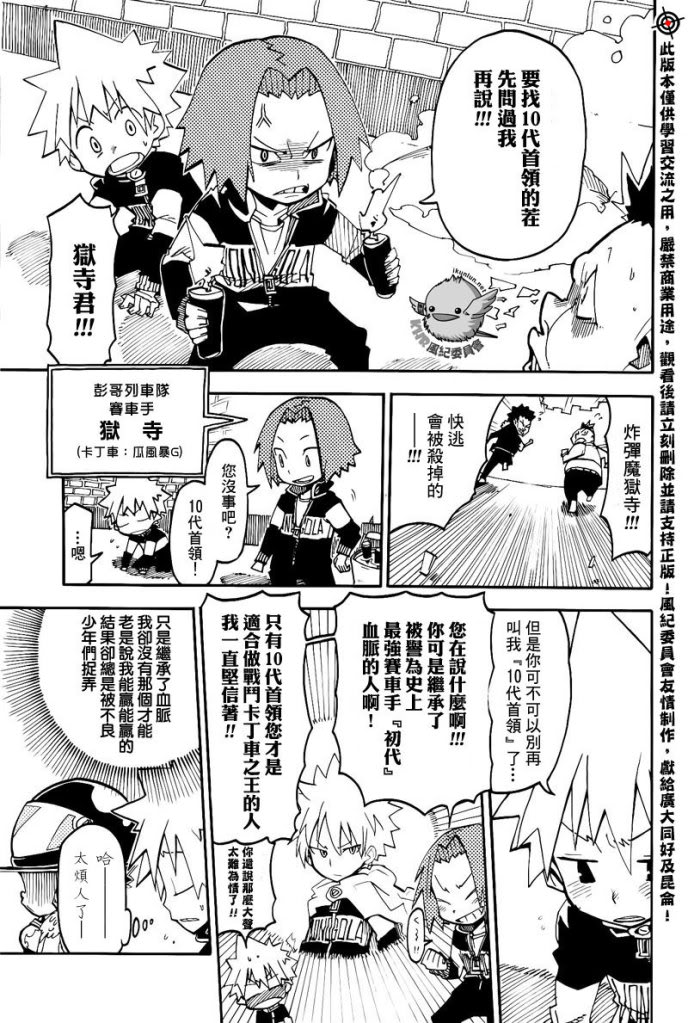 要找10代首領的茬
先問過我
再說!!!
獄寺君!!!
ikunlun.net
KHR風紀委員會
炸彈魔獄寺!!!
快逃
會被殺掉的
——!!!
彭哥列車隊
賽車手
獄 寺
(卡丁車：瓜風暴G)
您沒事吧？
10代首領！
…嗯
但是你可不可以別再
叫我『10代首領』了…
您在說什麼啊!!!
你可是繼承了
被譽為史上
最強賽車手『初代』
血脈的人啊！
只有10代首領您才是
適合做戰鬥卡丁車之王的人
我一直堅信著!!
你還說那麼大聲
太難為情了!!
只是繼承了血脈
我卻沒有那個才能
老是說我能贏能贏的
結果卻總是被不良
少年們捉弄
哈——
太煩人了——
此版本僅供學習交流之用，嚴禁商業用途，觀看後請立刻刪除並請支持正版！風紀委員會友情制作，獻給廣大同好及昆侖！